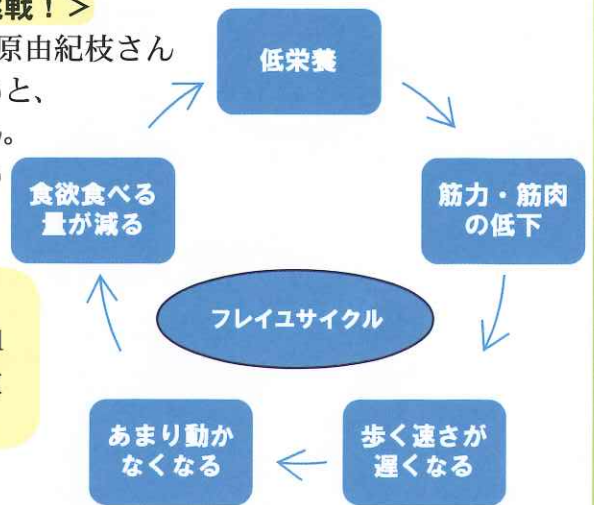 戦！＞
原由紀枝さん
と、
低栄養
筋力・筋肉
の低下
歩く速さが
遅くなる
あまり動か
なくなる
食欲食べる
量が減る
フレイユサイクル